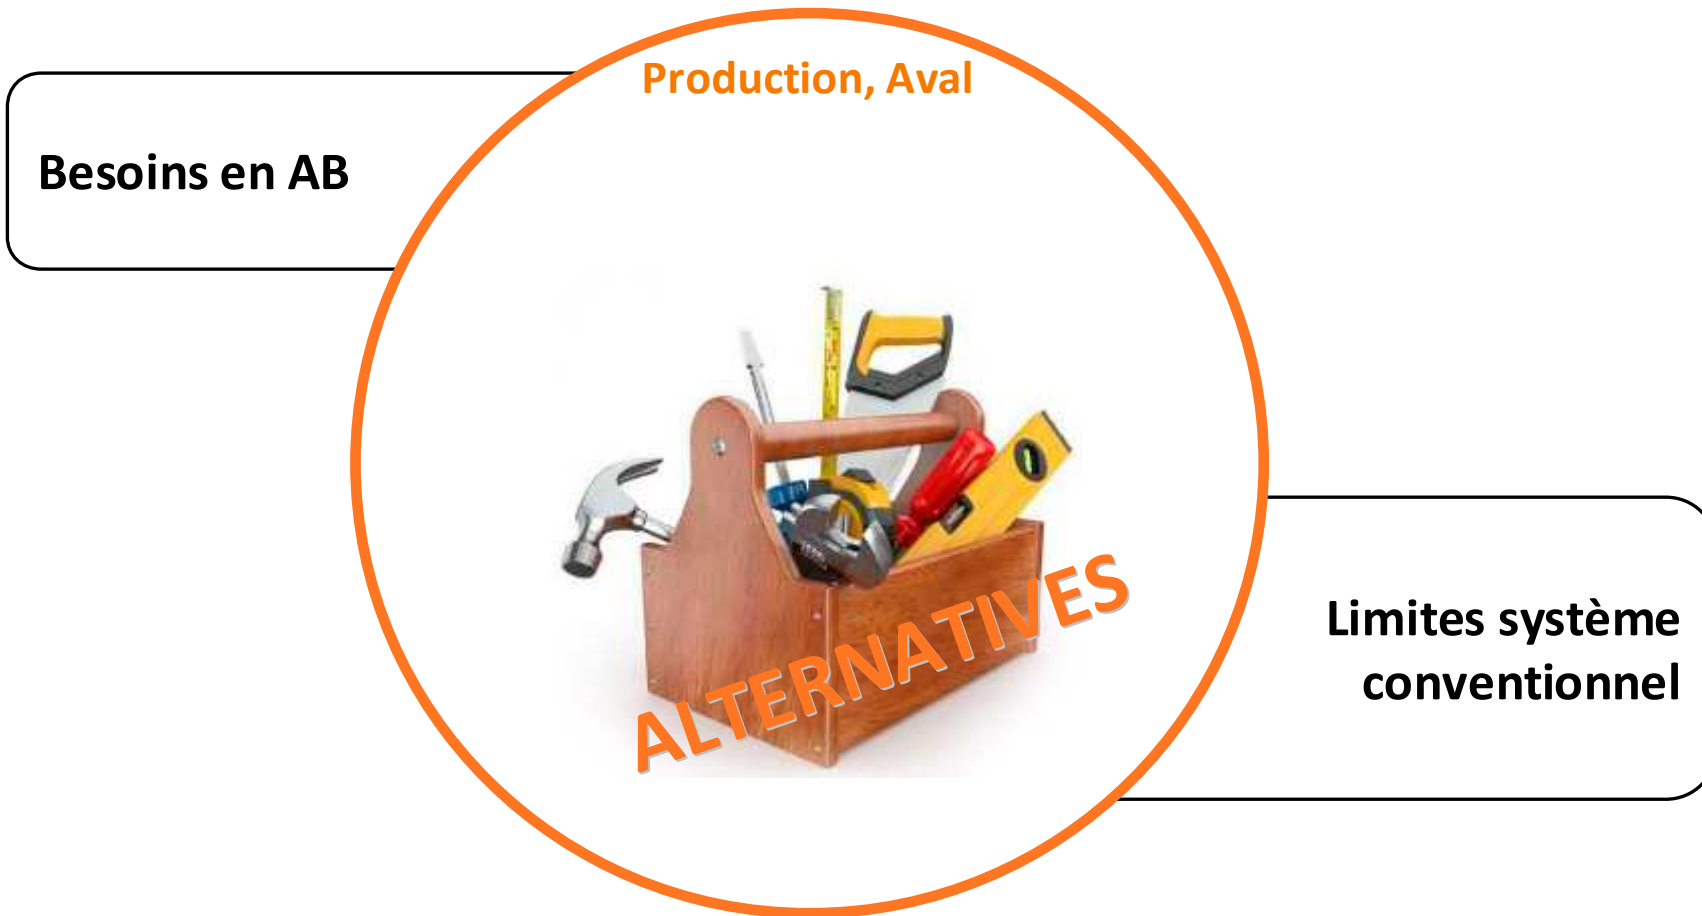 Production, Aval
Besoins en AB
ALTERNATIVES
Limites système
conventionnel